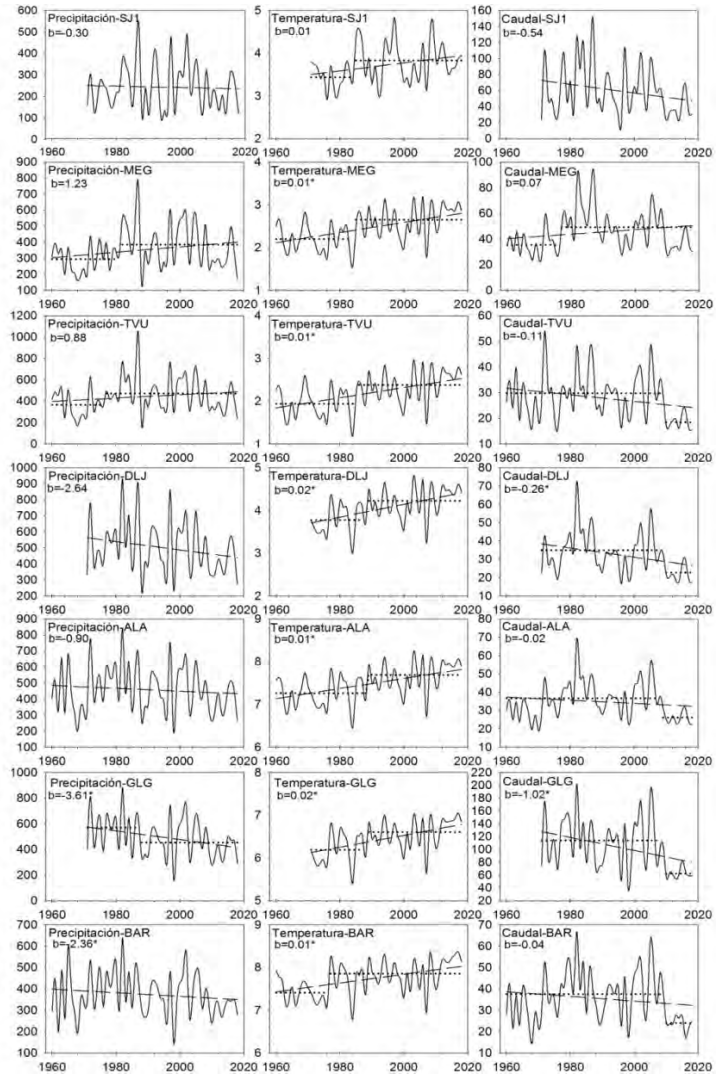 Precipitación-SJ1
b=-0.30
600
500
400
300
200
100
0
1960 1980 2000 2020
Temperatura-SJ1
b=0.01
5
4
3
2
1960 1980 2000 2020
Caudal-SJ1
b=-0.54
160
140
120
100
80
60
40
20
0
1960 1980 2000 2020
Precipitación-MEG
b=1.23
900
800
700
600
500
400
300
200
100
1960 1980 2000 2020
Temperatura-MEG
b=0.01*
4
3
2
1
1960 1980 2000 2020
Caudal-MEG
b=0.07
100
80
60
40
20
0
1960 1980 2000 2020
Precipitación-TVU
b=0.88
1200
1000
800
600
400
200
0
1960 1980 2000 2020
Temperatura-TVU
b=0.01*
4
3
2
1
1960 1980 2000 2020
Caudal-TVU
b=-0.11
60
50
40
30
20
10
1960 1980 2000 2020
Precipitación-DLJ
b=-2.64
1000
900
800
700
600
500
400
300
200
1960 1980 2000 2020
Temperatura-DLJ
b=0.02*
5
4
3
2
1960 1980 2000 2020
Caudal-DLJ
b=-0.26*
80
70
60
50
40
30
20
10
1960 1980 2000 2020
Precipitación-ALA
b=-0.90
900
800
700
600
500
400
300
200
100
1960 1980 2000 2020
Temperatura-ALA
b=0.01*
9
8
7
6
1960 1980 2000 2020
Caudal-ALA
b=-0.02
80
70
60
50
40
30
20
10
1960 1980 2000 2020
Precipitación-GLG
b=-3.61*
1000
800
600
400
200
0
1960 1980 2000 2020
Temperatura-GLG
b=0.02*
8
7
6
5
1960 1980 2000 2020
Caudal-GLG
b=-1.02*
220
200
180
160
140
120
100
80
60
40
20
1960 1980 2000 2020
Precipitación-BAR
b=-2.36*
700
600
500
400
300
200
100
0
1960 1980 2000 2020
Temperatura-BAR
b=0.01*
9
8
7
6
1960 1980 2000 2020
Caudal-BAR
b=-0.04
70
60
50
40
30
20
10
0
1960 1980 2000 2020